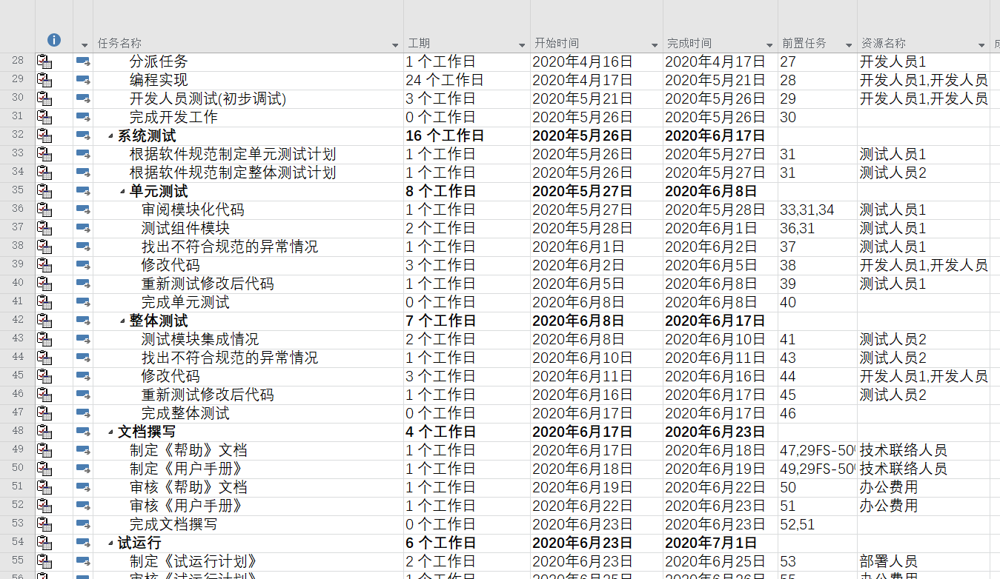 任务名称 工期 开始时间 完成时间 前置任务 资源名称
28 分派任务 1 个工作日 2020年4月16日 2020年4月17日 27 开发人员1
29 编程实现 24 个工作日 2020年4月17日 2020年5月21日 28 开发人员1,开发人员
30 开发人员测试(初步调试) 3 个工作日 2020年5月21日 2020年5月26日 29 开发人员1,开发人员
31 完成开发工作 0 个工作日 2020年5月26日 2020年5月26日 30
32 系统测试 16 个工作日 2020年5月26日 2020年6月17日
33 根据软件规范制定单元测试计划 1 个工作日 2020年5月26日 2020年5月27日 31 测试人员1
34 根据软件规范制定整体测试计划 1 个工作日 2020年5月26日 2020年5月27日 31 测试人员2
35 单元测试 8 个工作日 2020年5月27日 2020年6月8日
36 审阅模块化代码 1 个工作日 2020年5月27日 2020年5月28日 33,31,34 测试人员1
37 测试组件模块 2 个工作日 2020年5月28日 2020年6月1日 36,31 测试人员1
38 找出不符合规范的异常情况 1 个工作日 2020年6月1日 2020年6月2日 37 测试人员1
39 修改代码 3 个工作日 2020年6月2日 2020年6月5日 38 开发人员1,开发人员
40 重新测试修改后代码 1 个工作日 2020年6月5日 2020年6月8日 39 测试人员1
41 完成单元测试 0 个工作日 2020年6月8日 2020年6月8日 40
42 整体测试 7 个工作日 2020年6月8日 2020年6月17日
43 测试模块集成情况 2 个工作日 2020年6月8日 2020年6月10日 41 测试人员2
44 找出不符合规范的异常情况 1 个工作日 2020年6月10日 2020年6月11日 43 测试人员2
45 修改代码 3 个工作日 2020年6月11日 2020年6月16日 44 开发人员1,开发人员
46 重新测试修改后代码 1 个工作日 2020年6月16日 2020年6月17日 45 测试人员2
47 完成整体测试 0 个工作日 2020年6月17日 2020年6月17日 46
48 文档撰写 4 个工作日 2020年6月17日 2020年6月23日
49 制定《帮助》文档 1 个工作日 2020年6月17日 2020年6月18日 47,29FS-50 技术联络人员
50 制定《用户手册》 1 个工作日 2020年6月18日 2020年6月19日 49,29FS-50 技术联络人员
51 审核《帮助》文档 1 个工作日 2020年6月19日 2020年6月22日 50 办公费用
52 审核《用户手册》 1 个工作日 2020年6月22日 2020年6月23日 51 办公费用
53 完成文档撰写 0 个工作日 2020年6月23日 2020年6月23日 52,51
54 试运行 6 个工作日 2020年6月23日 2020年7月1日
55 制定《试运行计划》 2 个工作日 2020年6月23日 2020年6月25日 53 部署人员